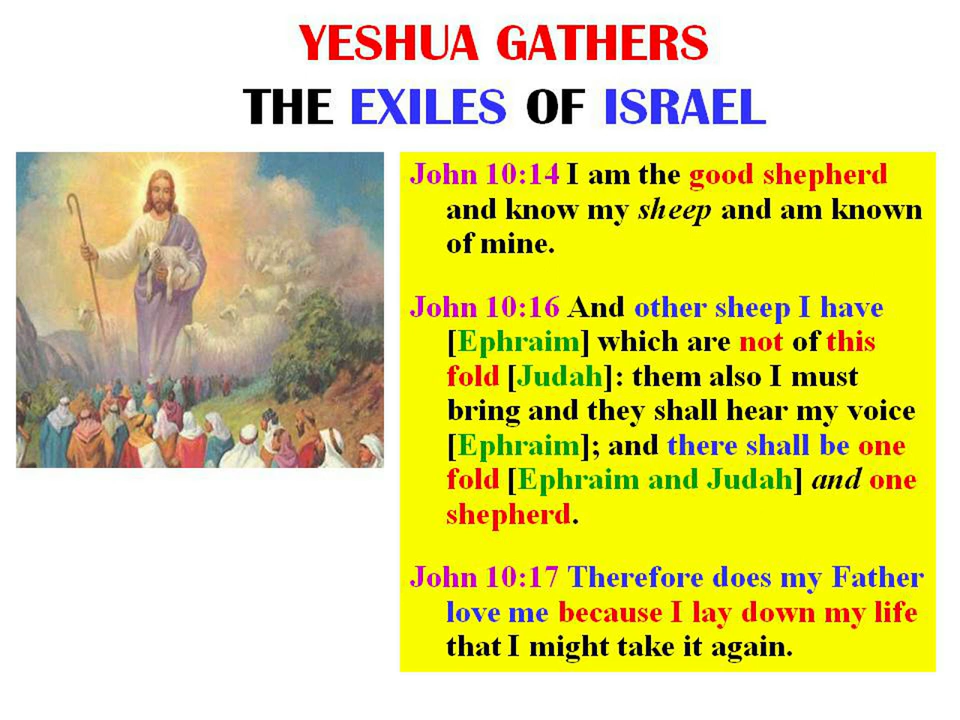 YESHUA GATHERS
THE EXILES OF ISRAEL
John 10:14 I am the good shepherd
and know my sheep and am known
of mine.
John 10:16 And other sheep I have
[Ephraim] which are not of this
fold [Judah]: them also I must
bring and they shall hear my voice
[Ephraim]; and there shall be one
fold [Ephraim and Judah] and one
shepherd.
John 10:17 Therefore does my Father
love me because I lay down my life
that I might take it again.